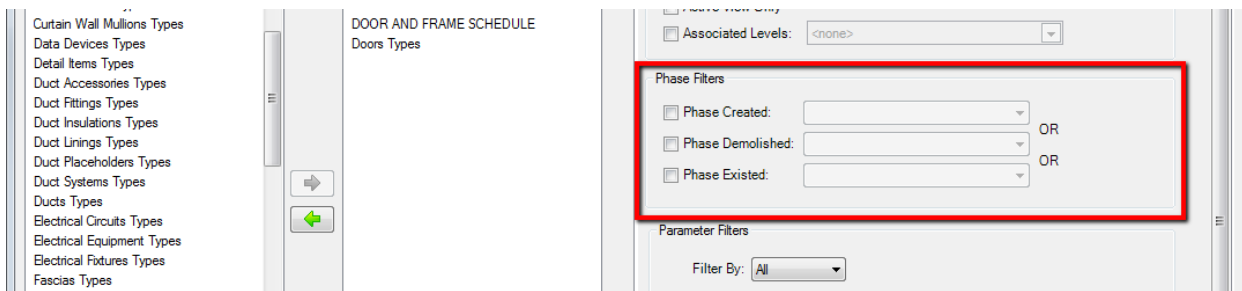 Curtain Wall Mullions Types
Data Devices Types
Detail Items Types
Duct Accessories Types
Duct Fittings Types
Duct Insulations Types
Duct Linings Types
Duct Placeholders Types
Duct Systems Types
Ducts Types
Electrical Circuits Types
Electrical Equipment Types
Electrical Fixtures Types
Fascias Types
DOOR AND FRAME SCHEDULE
Doors Types
Active View Only
Associated Levels: <none>
Phase Filters
Phase Created:
OR
Phase Demolished:
OR
Phase Existed:
Parameter Filters
Filter By: All